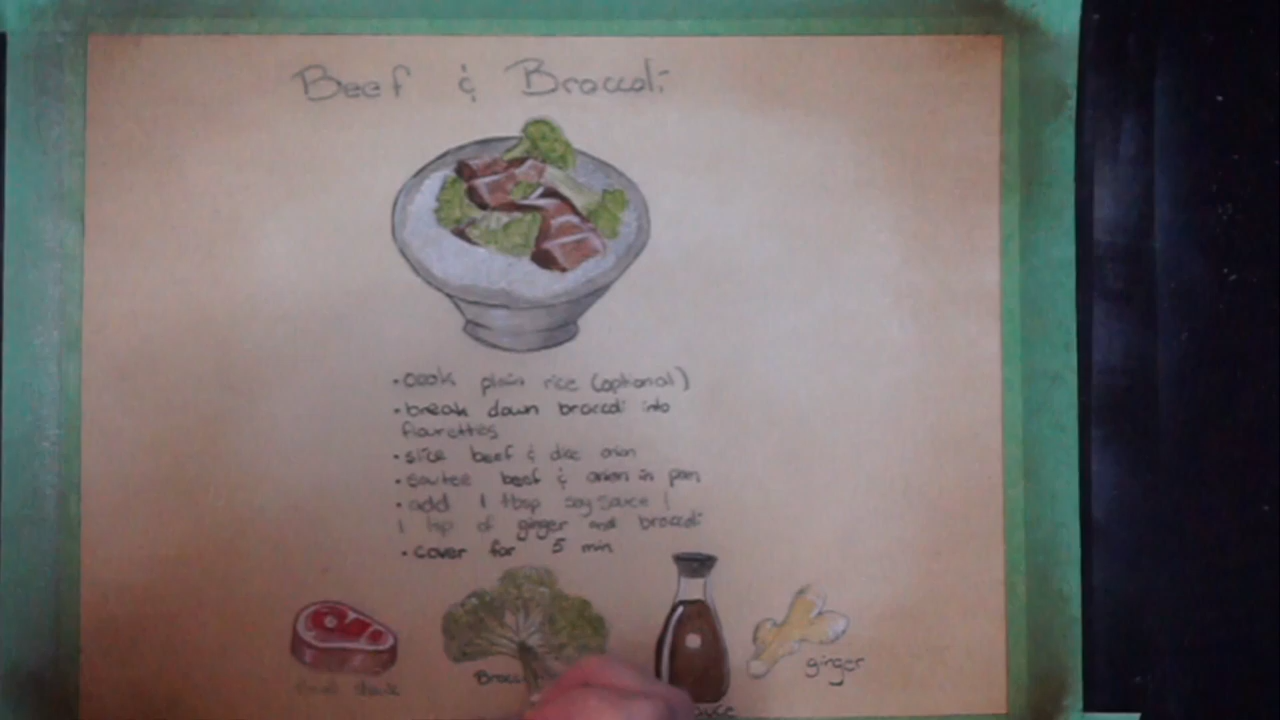 Beef & Broccoli
• cook plain rice (optional)
• break down broccoli into
flouretties
• slice beef & dice onion
• sautee beef & onion in pan
• add 1 tbsp soy sauce /
1 tsp of ginger and broccoli
• cover for 5 min
ginger